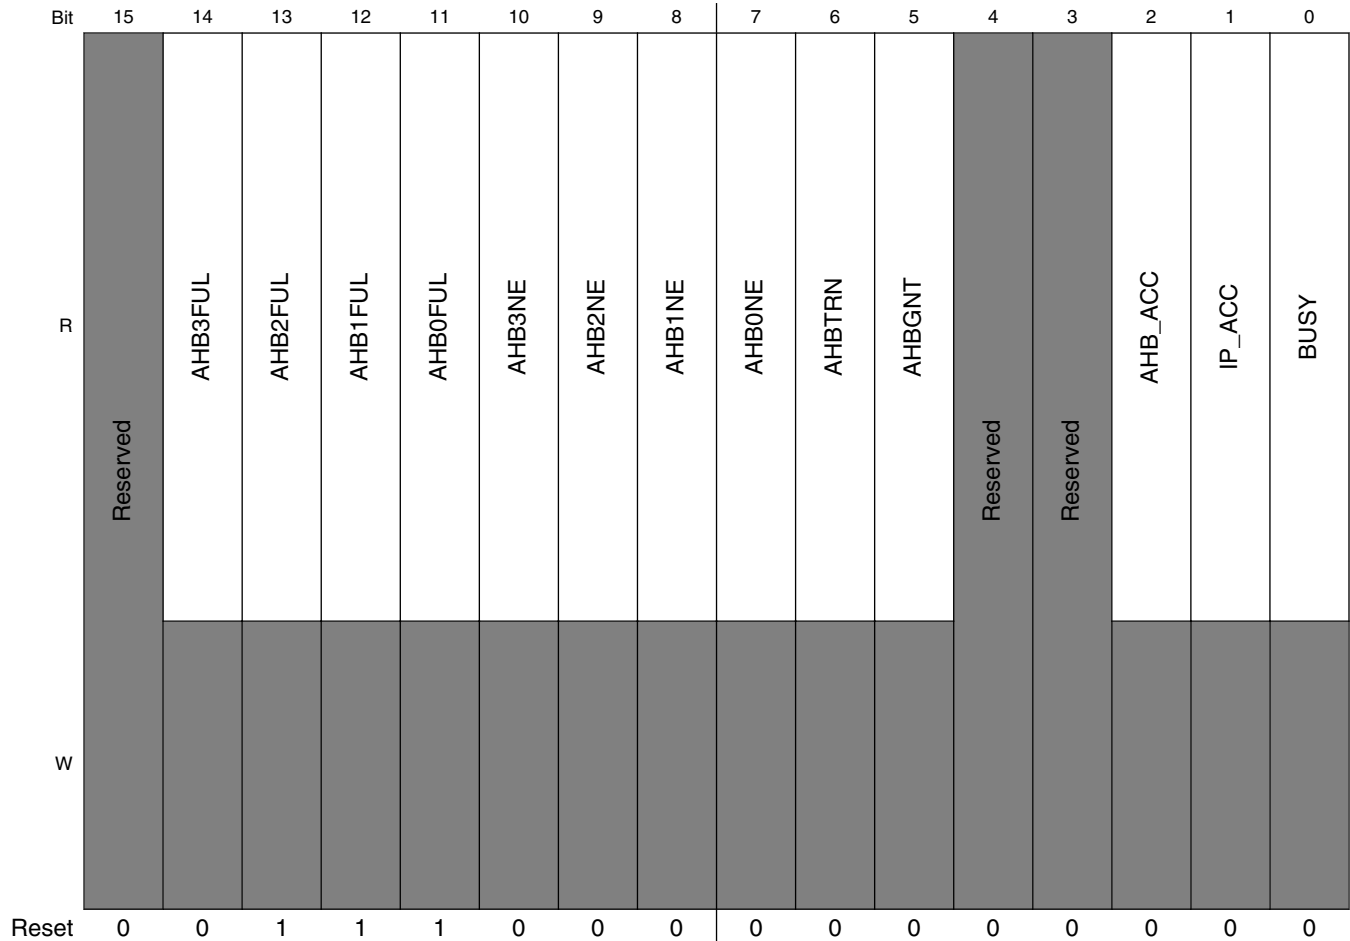 Bit 15 14 13 12 11 10 9 8 7 6 5 4 3 2 1 0
R Reserved AHB3FUL AHB2FUL AHB1FUL AHB0FUL AHB3NE AHB2NE AHB1NE AHB0NE AHBTRN AHBGNT Reserved Reserved AHB_ACC IP_ACC BUSY
W
Reset 0 0 1 1 1 0 0 0 0 0 0 0 0 0 0 0